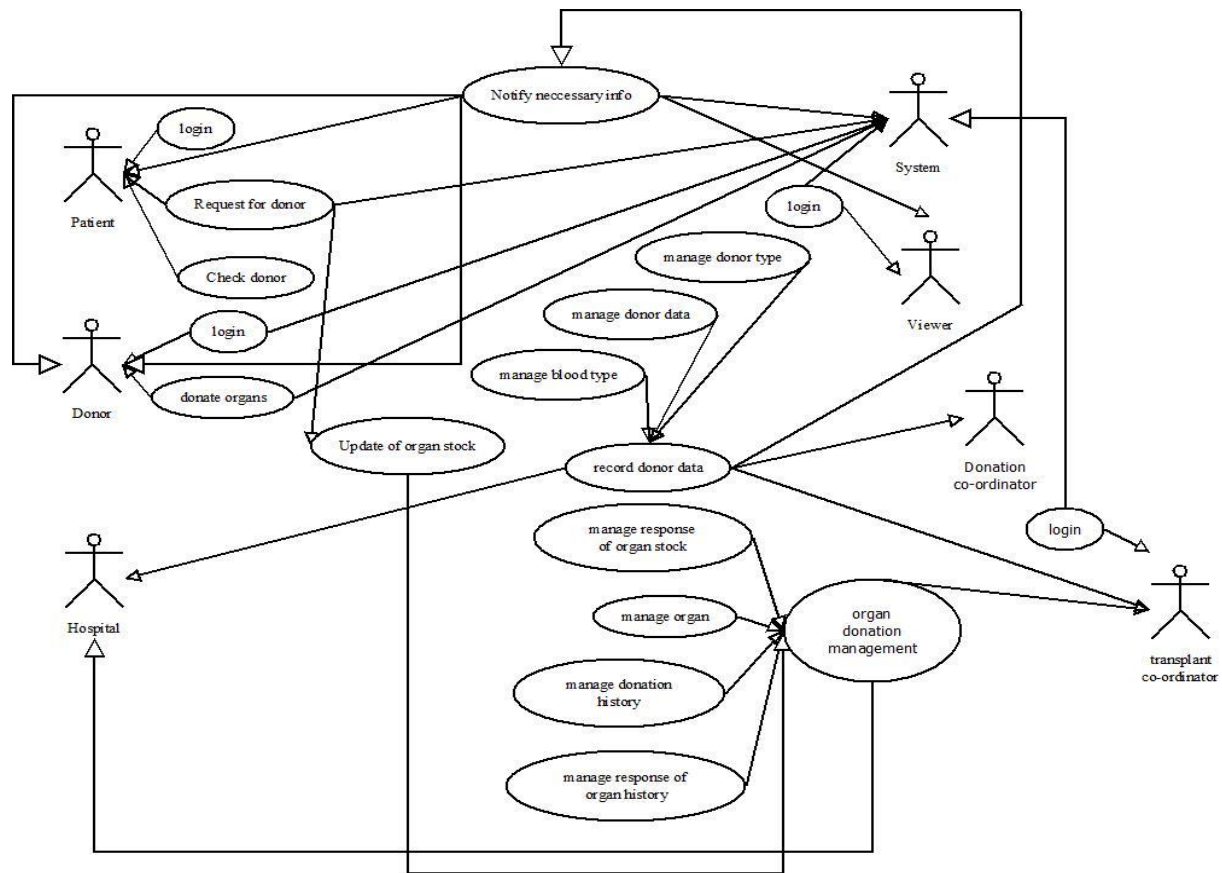 Notify neccessary info
login
System
Patient
Request for donor
login
manage donor type
Check donor
Viewer
manage donor data
login
manage blood type
donate organs
Donor
Update of organ stock
record donor data
Donation
co-ordinator
manage response
of organ stock
login
Hospital
manage organ
organ
donation
management
transplant
co-ordinator
manage donation
history
manage response of
organ history